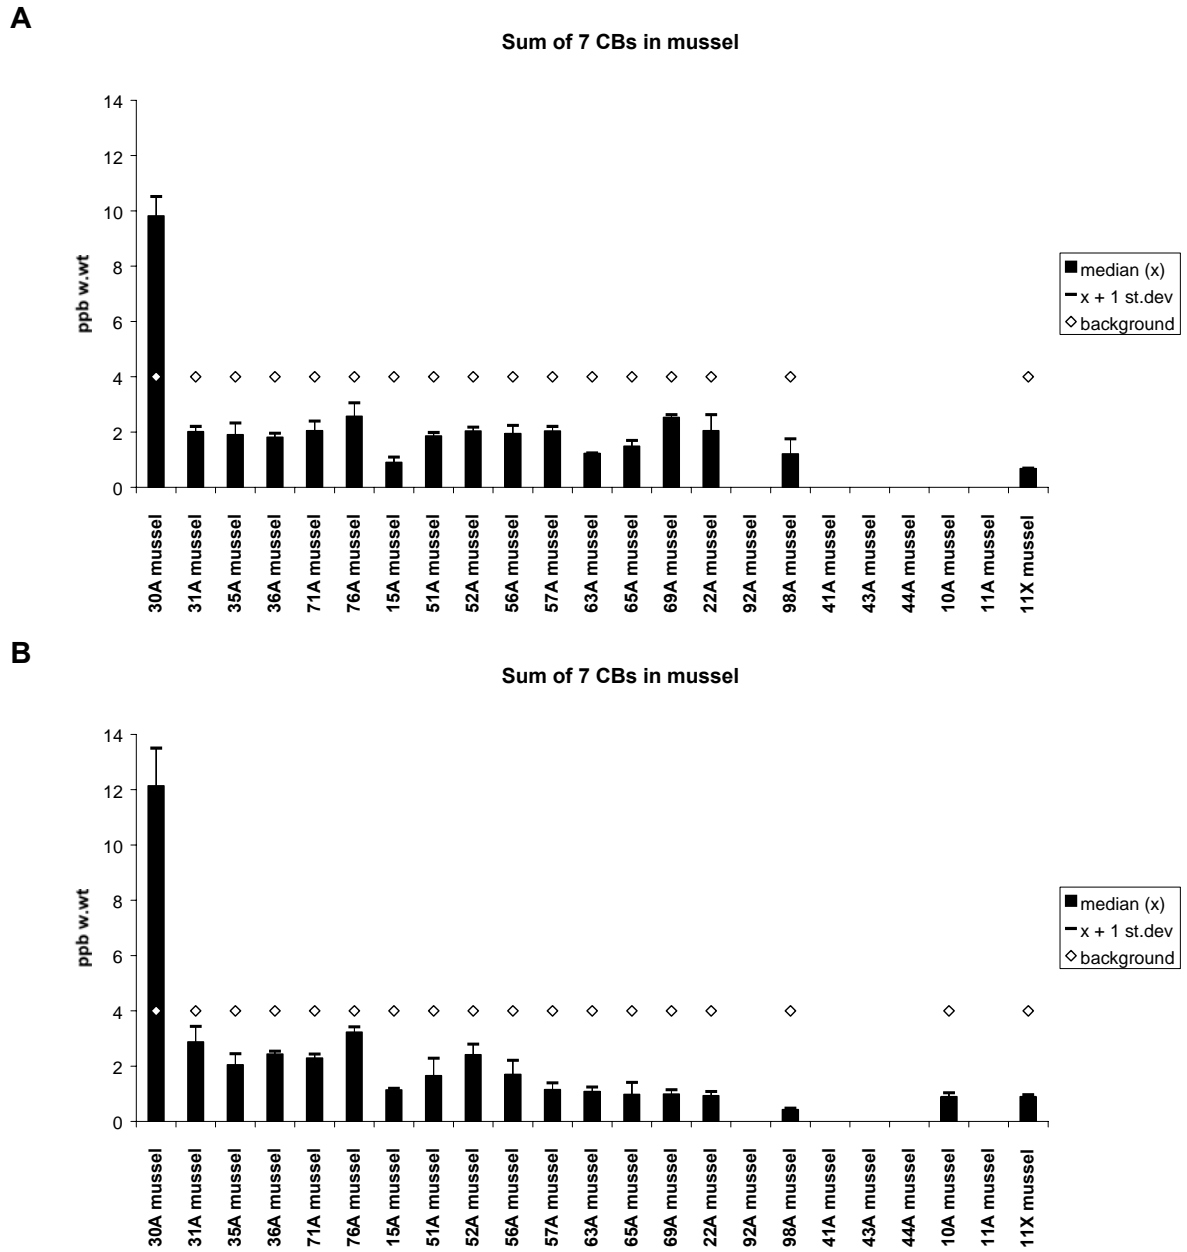 A
Sum of 7 CBs in mussel
14
12
10
8
6
4
2
0
ppb w.wt
median (x)
x + 1 st.dev
background
30A mussel
31A mussel
35A mussel
36A mussel
71A mussel
76A mussel
15A mussel
51A mussel
52A mussel
56A mussel
57A mussel
63A mussel
65A mussel
69A mussel
22A mussel
92A mussel
98A mussel
41A mussel
43A mussel
44A mussel
10A mussel
11A mussel
11X mussel
B
Sum of 7 CBs in mussel
14
12
10
8
6
4
2
0
ppb w.wt
median (x)
x + 1 st.dev
background
30A mussel
31A mussel
35A mussel
36A mussel
71A mussel
76A mussel
15A mussel
51A mussel
52A mussel
56A mussel
57A mussel
63A mussel
65A mussel
69A mussel
22A mussel
92A mussel
98A mussel
41A mussel
43A mussel
44A mussel
10A mussel
11A mussel
11X mussel